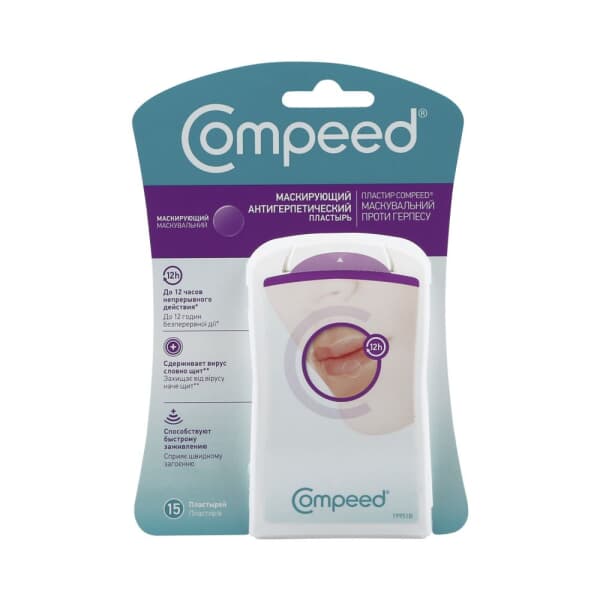 Compeed®
МАСКИРУЮЩИЙ
АНТИГЕРПЕТИЧЕСКИЙ
ПЛАСТЫРЬ
ПЛАСТИР COMPEED®
МАСКУВАЛЬНИЙ
ПРОТИ ГЕРПЕСУ
МАСКИРУЮЩИЙ
МАСКУВАЛЬНИЙ
12h
До 12 часов
непрерывного
действия*
До 12 годин
безперервної дії*
Сдерживает вирус
словно щит**
Захищає від вірусу
наче щит**
Способствуют
быстрому
заживлению
Сприяє швидкому
загоєнню
15 Пластырей
Пластирів
12h
Compeed®